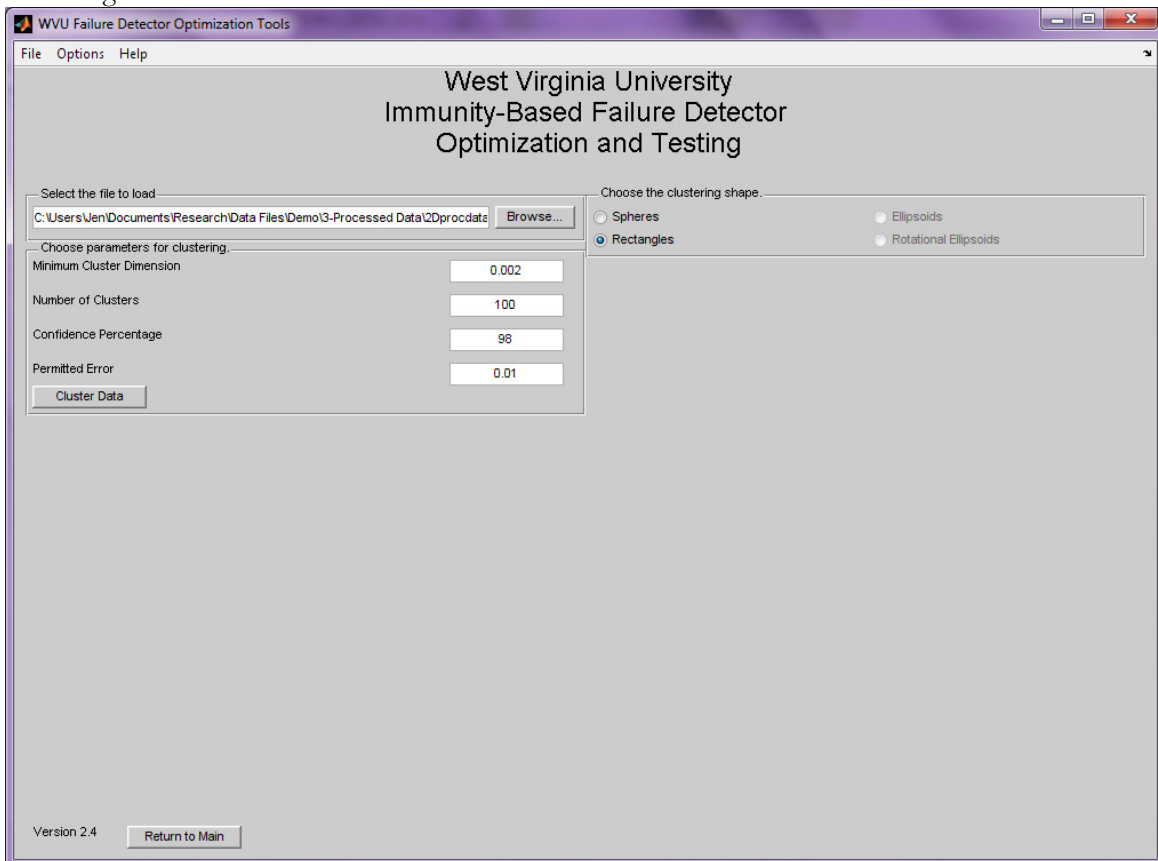 WVU Failure Detector Optimization Tools
File Options Help
West Virginia University
Immunity-Based Failure Detector
Optimization and Testing
Select the file to load
C:\Users\Jen\Documents\Research\Data Files\Demo\3-Processed Data\2Dprocdata Browse...
Choose the clustering shape.
Spheres Ellipsoids
Rectangles Rotational Ellipsoids
Choose parameters for clustering.
Minimum Cluster Dimension 0.002
Number of Clusters 100
Confidence Percentage 98
Permitted Error 0.01
Cluster Data
Version 2.4 Return to Main